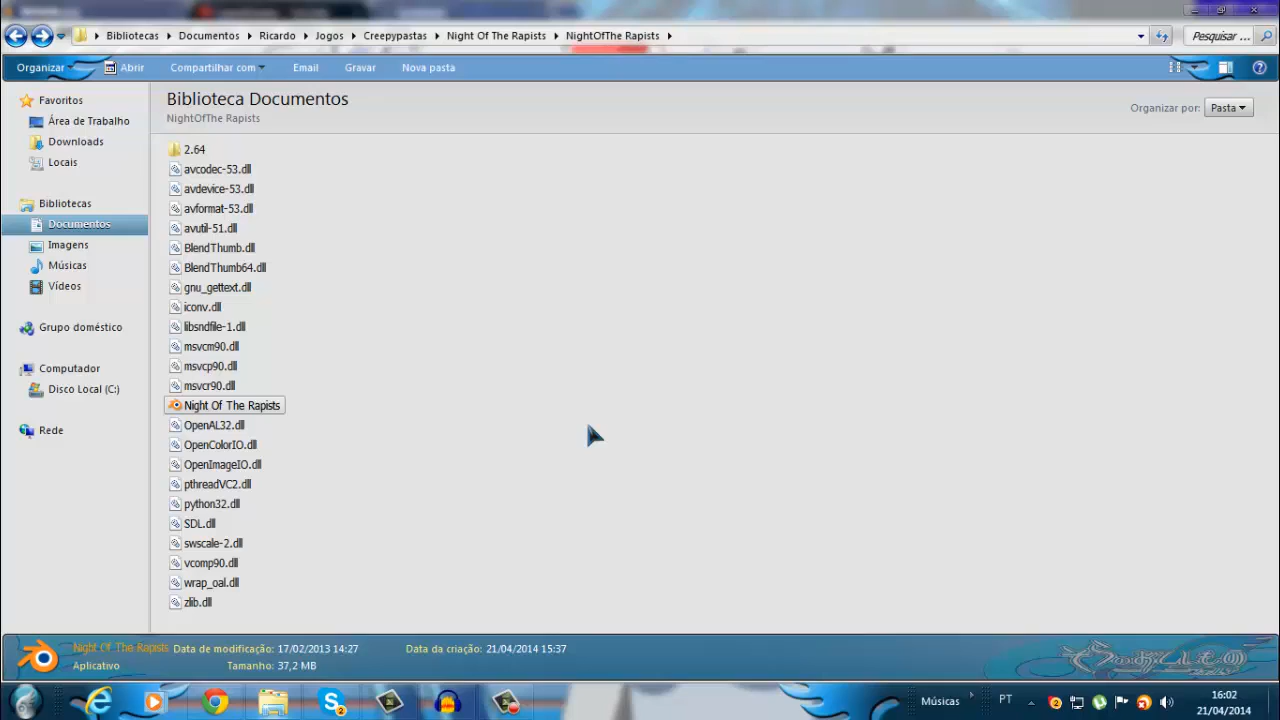 Bibliotecas Documentos Ricardo Jogos Creepypastas Night Of The Rapists NightOfThe Rapists
Pesquisar ...
Organizar Abrir Compartilhar com Email Gravar Nova pasta
Favoritos
Área de Trabalho
Downloads
Locais
Bibliotecas
Documentos
Imagens
Músicas
Vídeos
Grupo doméstico
Computador
Disco Local (C:)
Rede
Biblioteca Documentos
NightOfThe Rapists
Organizar por: Pasta
2.64
avcodec-53.dll
avdevice-53.dll
avformat-53.dll
avutil-51.dll
BlendThumb.dll
BlendThumb64.dll
gnu_gettext.dll
iconv.dll
libsndfile-1.dll
msvcm90.dll
msvcp90.dll
msvcr90.dll
Night Of The Rapists
OpenAL32.dll
OpenColorIO.dll
OpenImageIO.dll
pthreadVC2.dll
python32.dll
SDL.dll
swscale-2.dll
vcomp90.dll
wrap_oal.dll
zlib.dll
Night Of The Rapists Data de modificação: 17/02/2013 14:27 Data da criação: 21/04/2014 15:37
Aplicativo Tamanho: 37,2 MB
Músicas PT 16:02
21/04/2014